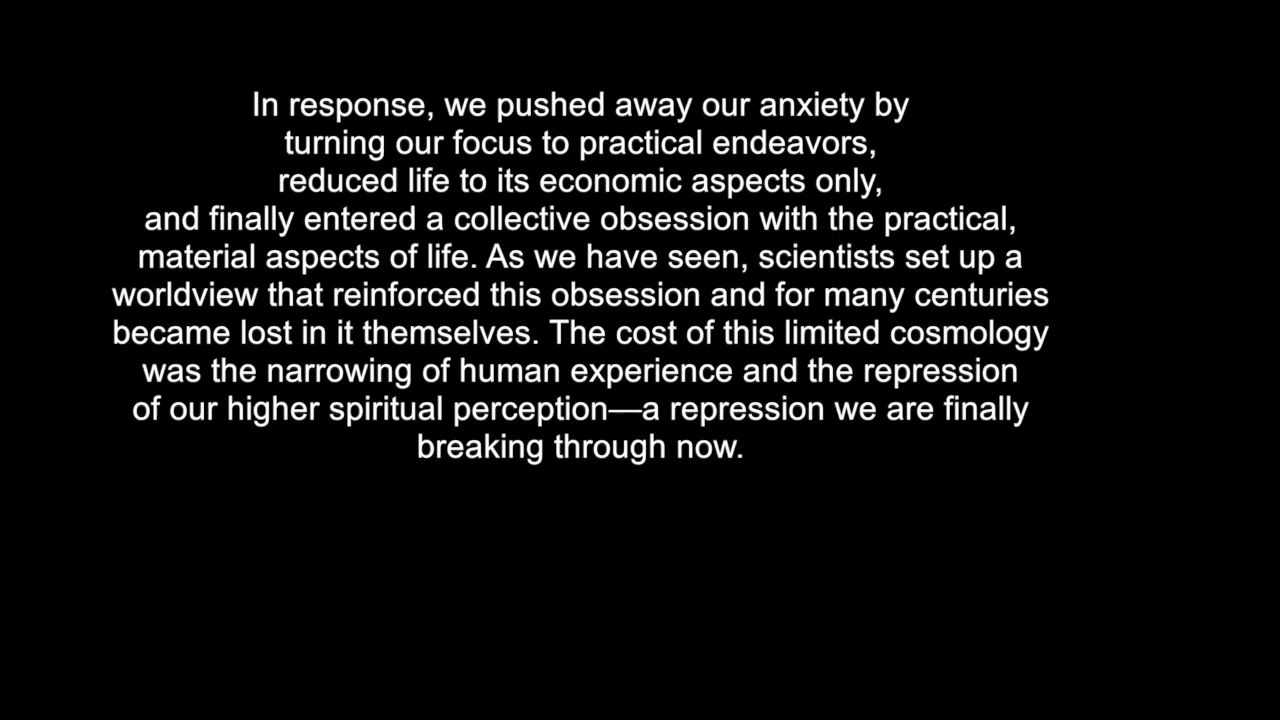 In response, we pushed away our anxiety by
turning our focus to practical endeavors,
reduced life to its economic aspects only,
and finally entered a collective obsession with the practical,
material aspects of life. As we have seen, scientists set up a
worldview that reinforced this obsession and for many centuries
became lost in it themselves. The cost of this limited cosmology
was the narrowing of human experience and the repression
of our higher spiritual perception—a repression we are finally
breaking through now.